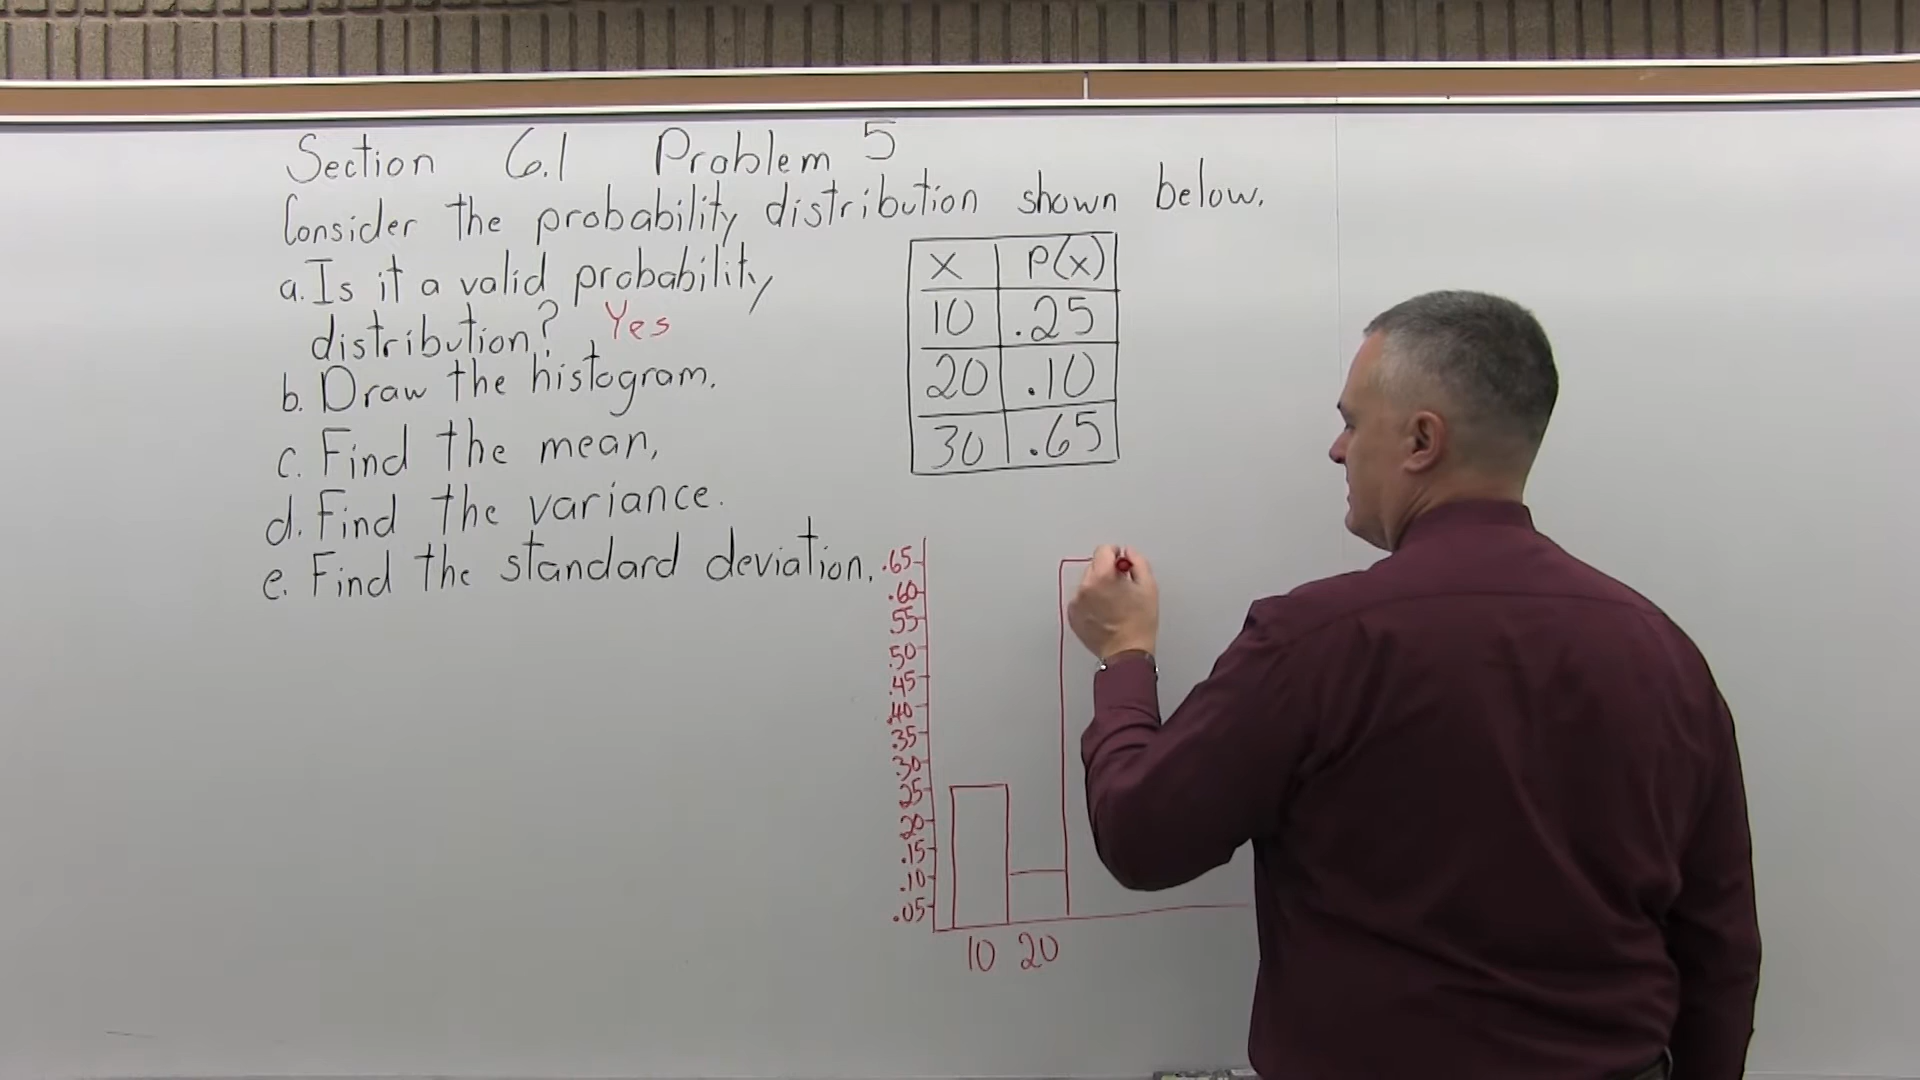 Section 6.1 Problem 5
Consider the probability distribution shown below.
a. Is it a valid probability
distribution? Yes
b. Draw the histogram.
c. Find the mean,
d. Find the variance.
e. Find the standard deviation.
x P(x)
10 .25
20 .10
30 .65
.65
.60
.55
.50
.45
.40
.35
.30
.25
.20
.15
.10
.05
10 20